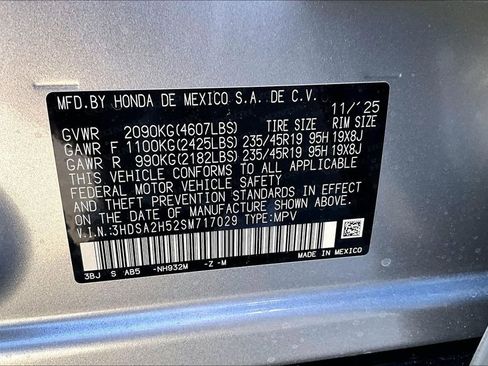 MFD.BY HONDA DE MEXICO S.A. DE C.V. 11/'25
GVWR 2090KG(4607LBS) TIRE SIZE RIM SIZE
GAWR F 1100KG(2425LBS) 235/45R19 95H 19X8J
GAWR R 990KG(2182LBS) 235/45R19 95H 19X8J
THIS VEHICLE CONFORMS TO ALL APPLICABLE
FEDERAL MOTOR VEHICLE SAFETY
AND THEFT PREVENTION STANDARDS IN EFFECT
ON THE DATE OF MANUFACTURE SHOWN ABOVE.
V.I.N.:3HDSA2H52SM717029 TYPE:MPV
3BJ S AB5 -NH932M -Z -M
MADE IN MEXICO